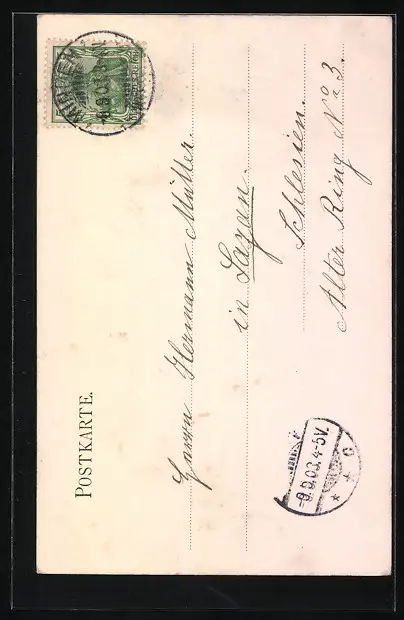 POSTKARTE.
Herrn Hermann Müller.
in Sagan.
Schlesien.
Alter Ring No 3.
9.9.03.4-5V.